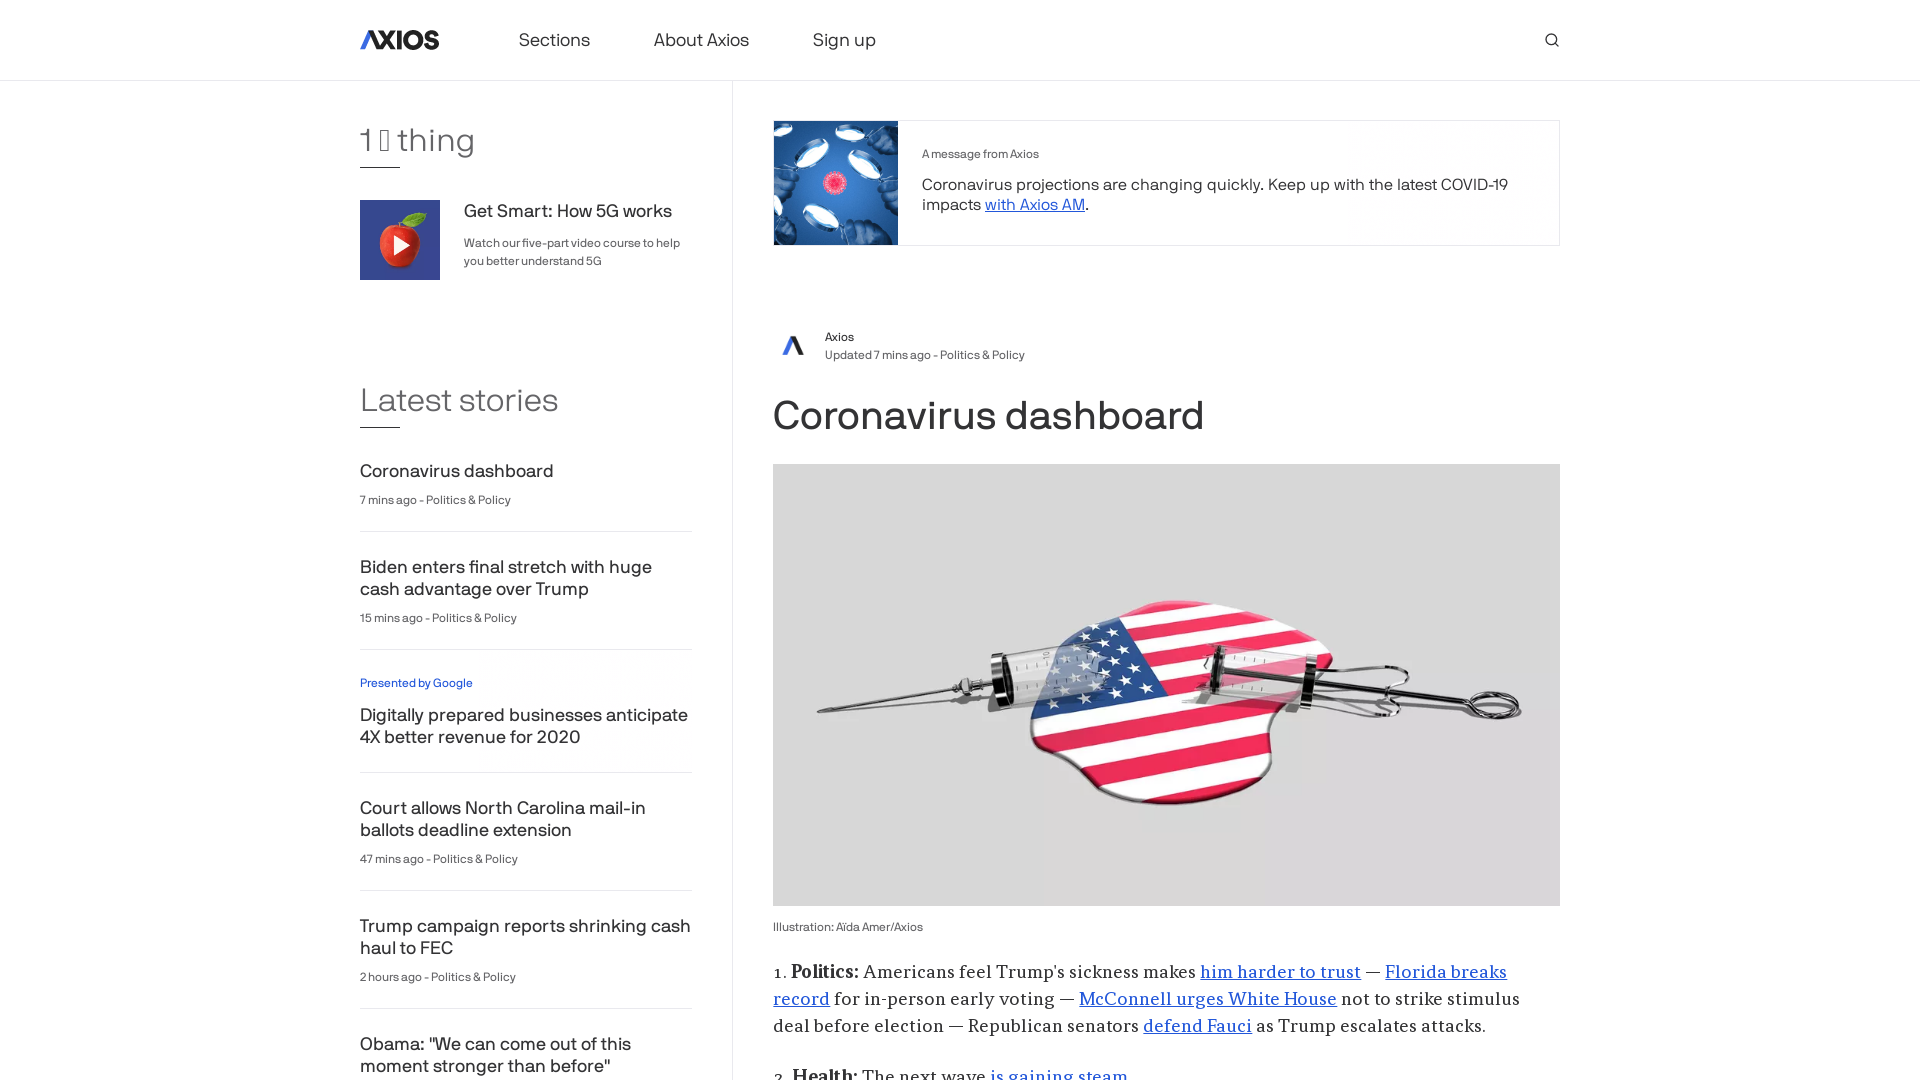 AXIOS
Sections
About Axios
Sign up
1 thing
Get Smart: How 5G works
Watch our five-part video course to help
you better understand 5G
Latest stories
Coronavirus dashboard
7 mins ago - Politics & Policy
Biden enters final stretch with huge
cash advantage over Trump
15 mins ago - Politics & Policy
Presented by Google
Digitally prepared businesses anticipate
4X better revenue for 2020
Court allows North Carolina mail-in
ballots deadline extension
47 mins ago - Politics & Policy
Trump campaign reports shrinking cash
haul to FEC
2 hours ago - Politics & Policy
Obama: "We can come out of this
moment stronger than before"
A message from Axios
Coronavirus projections are changing quickly. Keep up with the latest COVID-19
impacts with Axios AM.
Axios
Updated 7 mins ago - Politics & Policy
Coronavirus dashboard
Illustration: Aïda Amer/Axios
1. Politics: Americans feel Trump's sickness makes him harder to trust — Florida breaks
record for in-person early voting — McConnell urges White House not to strike stimulus
deal before election — Republican senators defend Fauci as Trump escalates attacks.
2. Health: The next wave is gaining steam